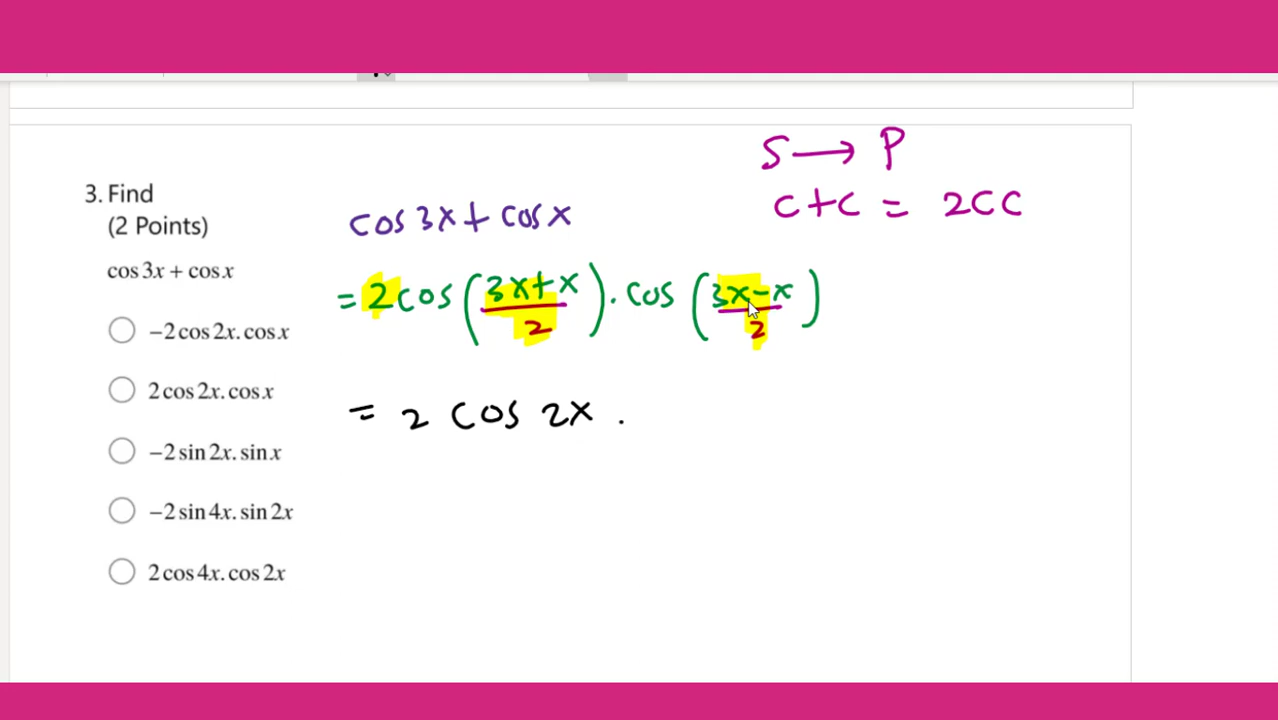 3. Find
(2 Points)
cos 3x + cos x
−2 cos 2x. cos x
2 cos 2x. cos x
−2 sin 2x. sin x
−2 sin 4x. sin 2x
2 cos 4x. cos 2x
S → P
C + C = 2CC
cos 3x + cos x
= 2 cos (3x+x / 2) . cos (3x−x / 2)
= 2 cos 2x .